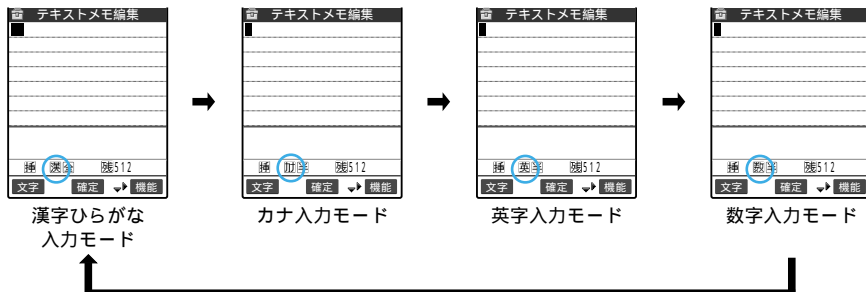 テキストメモ編集
挿 漢全 残512
文字 確定 機能
漢字ひらがな
入力モード
テキストメモ編集
挿 カナ半 残512
文字 確定 機能
カナ入力モード
テキストメモ編集
挿 英半 残512
文字 確定 機能
英字入力モード
テキストメモ編集
挿 数半 残512
文字 確定 機能
数字入力モード